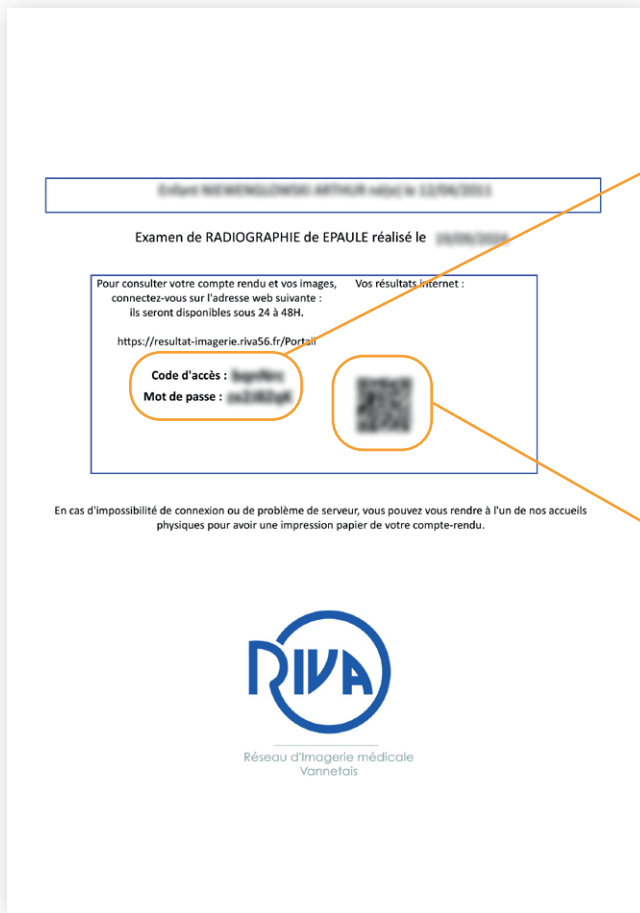 Examen de RADIOGRAPHIE de EPAULE réalisé le
Pour consulter votre compte rendu et vos images,
connectez-vous sur l'adresse web suivante :
ils seront disponibles sous 24 à 48H.
https://resultat-imagerie.riva56.fr/Portail
Code d'accès :
Mot de passe :
Vos résultats internet :
En cas d'impossibilité de connexion ou de problème de serveur, vous pouvez vous rendre à l'un de nos accueils
physiques pour avoir une impression papier de votre compte-rendu.
RIVA
Réseau d'Imagerie médicale
Vannetais